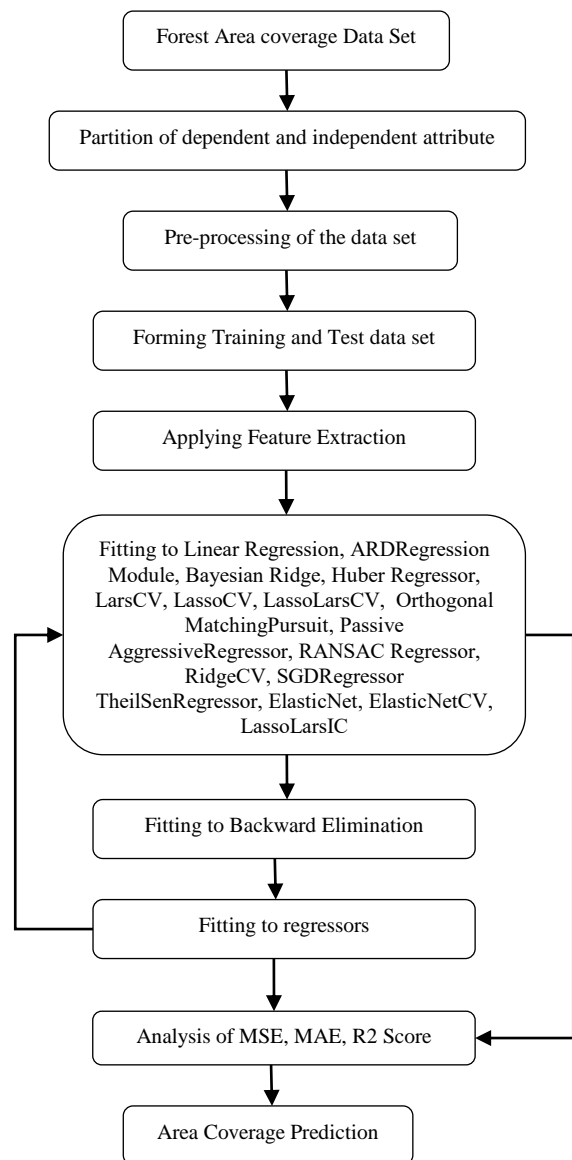 Forest Area coverage Data Set
Partition of dependent and independent attribute
Pre-processing of the data set
Forming Training and Test data set
Applying Feature Extraction
Fitting to Linear Regression, ARDRegression
Module, Bayesian Ridge, Huber Regressor,
LarsCV, LassoCV, LassoLarsCV, Orthogonal
MatchingPursuit, Passive
AggressiveRegressor, RANSAC Regressor,
RidgeCV, SGDRegressor
TheilSenRegressor, ElasticNet, ElasticNetCV,
LassoLarsIC
Fitting to Backward Elimination
Fitting to regressors
Analysis of MSE, MAE, R2 Score
Area Coverage Prediction